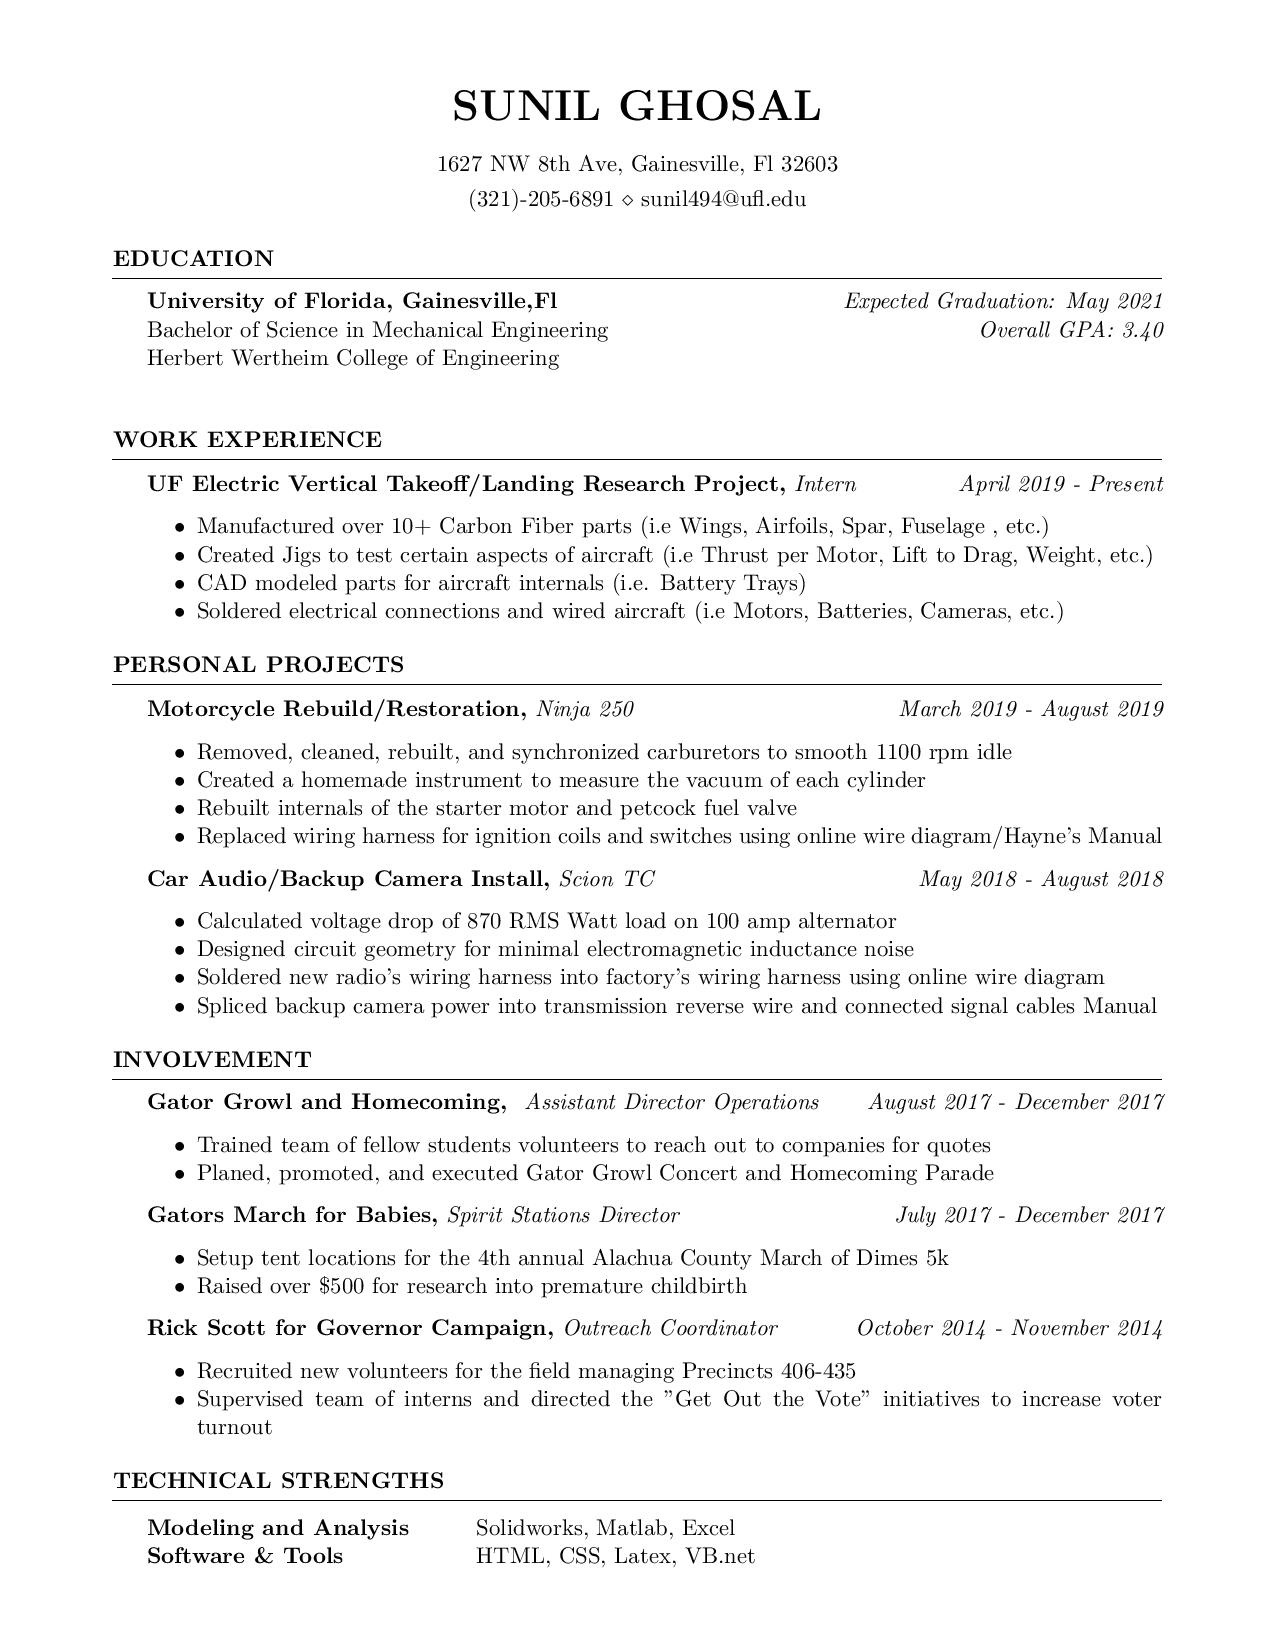 SUNIL GHOSAL
1627 NW 8th Ave, Gainesville, Fl 32603
(321)-205-6891 ⋄ sunil494@ufl.edu
EDUCATION
University of Florida, Gainesville,Fl Expected Graduation: May 2021
Bachelor of Science in Mechanical Engineering Overall GPA: 3.40
Herbert Wertheim College of Engineering
WORK EXPERIENCE
UF Electric Vertical Takeoff/Landing Research Project, Intern April 2019 - Present
• Manufactured over 10+ Carbon Fiber parts (i.e Wings, Airfoils, Spar, Fuselage , etc.)
• Created Jigs to test certain aspects of aircraft (i.e Thrust per Motor, Lift to Drag, Weight, etc.)
• CAD modeled parts for aircraft internals (i.e. Battery Trays)
• Soldered electrical connections and wired aircraft (i.e Motors, Batteries, Cameras, etc.)
PERSONAL PROJECTS
Motorcycle Rebuild/Restoration, Ninja 250 March 2019 - August 2019
• Removed, cleaned, rebuilt, and synchronized carburetors to smooth 1100 rpm idle
• Created a homemade instrument to measure the vacuum of each cylinder
• Rebuilt internals of the starter motor and petcock fuel valve
• Replaced wiring harness for ignition coils and switches using online wire diagram/Hayne's Manual
Car Audio/Backup Camera Install, Scion TC May 2018 - August 2018
• Calculated voltage drop of 870 RMS Watt load on 100 amp alternator
• Designed circuit geometry for minimal electromagnetic inductance noise
• Soldered new radio's wiring harness into factory's wiring harness using online wire diagram
• Spliced backup camera power into transmission reverse wire and connected signal cables Manual
INVOLVEMENT
Gator Growl and Homecoming, Assistant Director Operations August 2017 - December 2017
• Trained team of fellow students volunteers to reach out to companies for quotes
• Planed, promoted, and executed Gator Growl Concert and Homecoming Parade
Gators March for Babies, Spirit Stations Director July 2017 - December 2017
• Setup tent locations for the 4th annual Alachua County March of Dimes 5k
• Raised over $500 for research into premature childbirth
Rick Scott for Governor Campaign, Outreach Coordinator October 2014 - November 2014
• Recruited new volunteers for the field managing Precincts 406-435
• Supervised team of interns and directed the ”Get Out the Vote” initiatives to increase voter
turnout
TECHNICAL STRENGTHS
Modeling and Analysis Solidworks, Matlab, Excel
Software & Tools HTML, CSS, Latex, VB.net